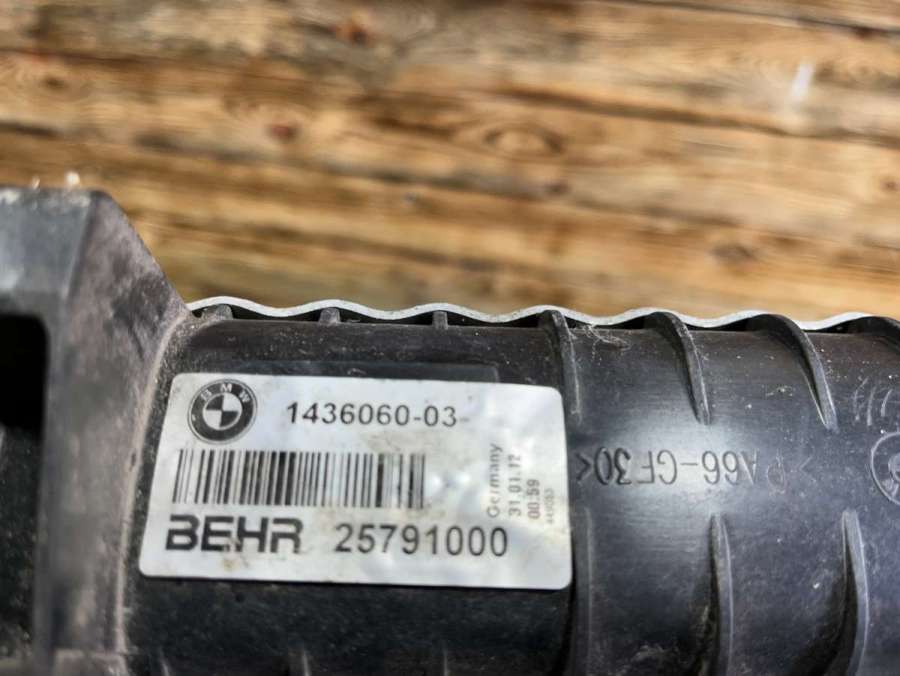 BMW
1436060-03-
Germany
31.01.12
00:59
BEHR 25791000
>PA66-GF30<